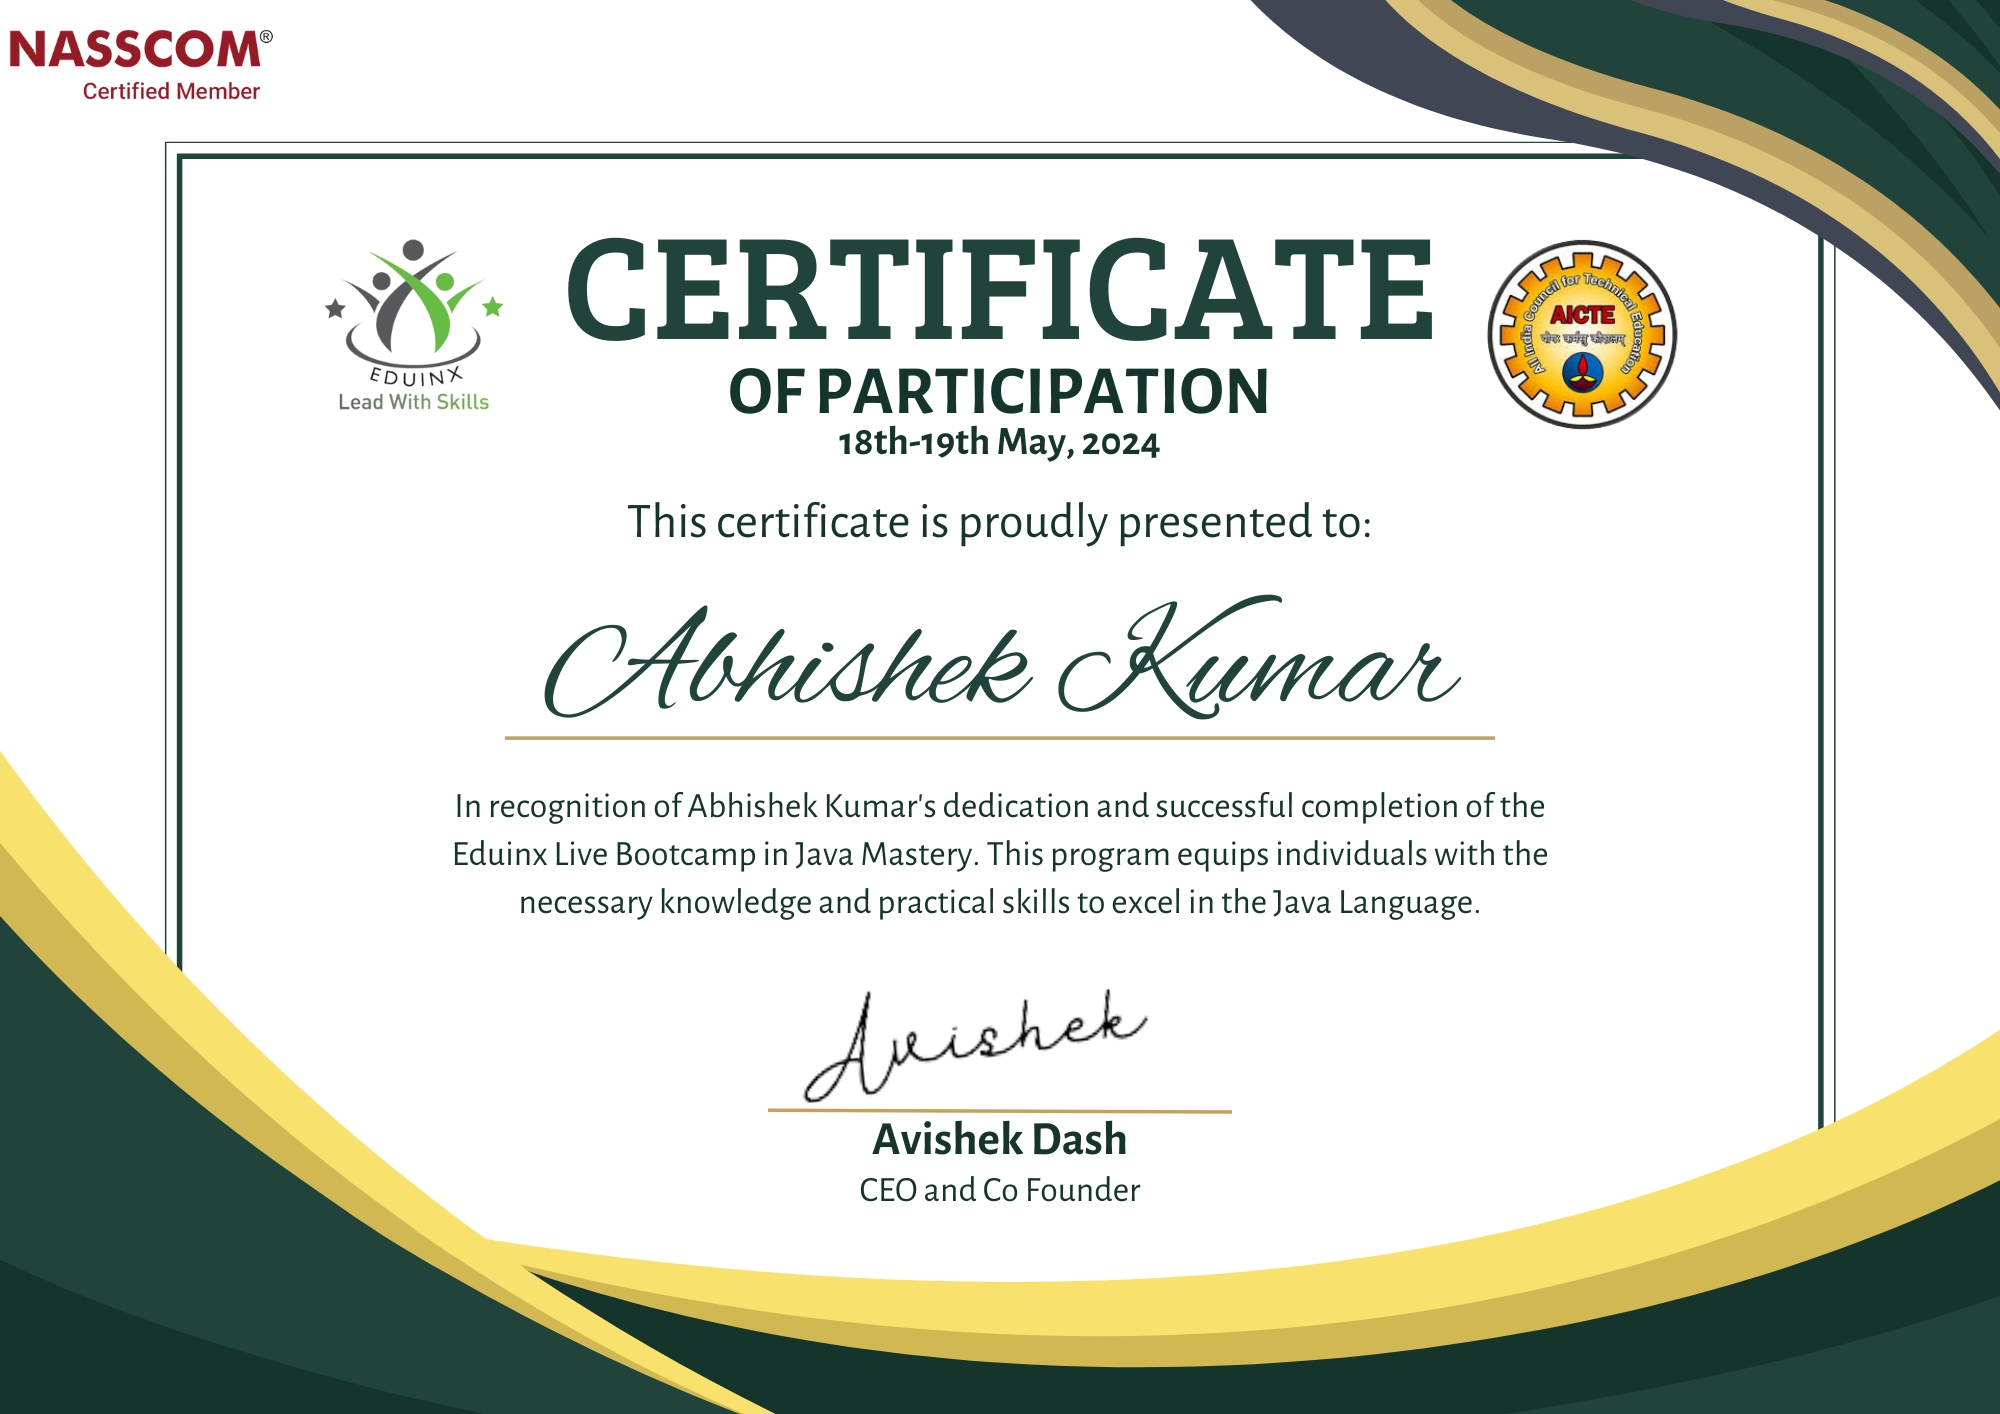 NASSCOM®
Certified Member
CERTIFICATE
OF PARTICIPATION
18th-19th May, 2024
EDUINX
Lead With Skills
All India Council for Technical Education
AICTE
योगः कर्मसु कौशलम्
This certificate is proudly presented to:
Abhishek Kumar
In recognition of Abhishek Kumar's dedication and successful completion of the
Eduinx Live Bootcamp in Java Mastery. This program equips individuals with the
necessary knowledge and practical skills to excel in the Java Language.
Avishek
Avishek Dash
CEO and Co Founder